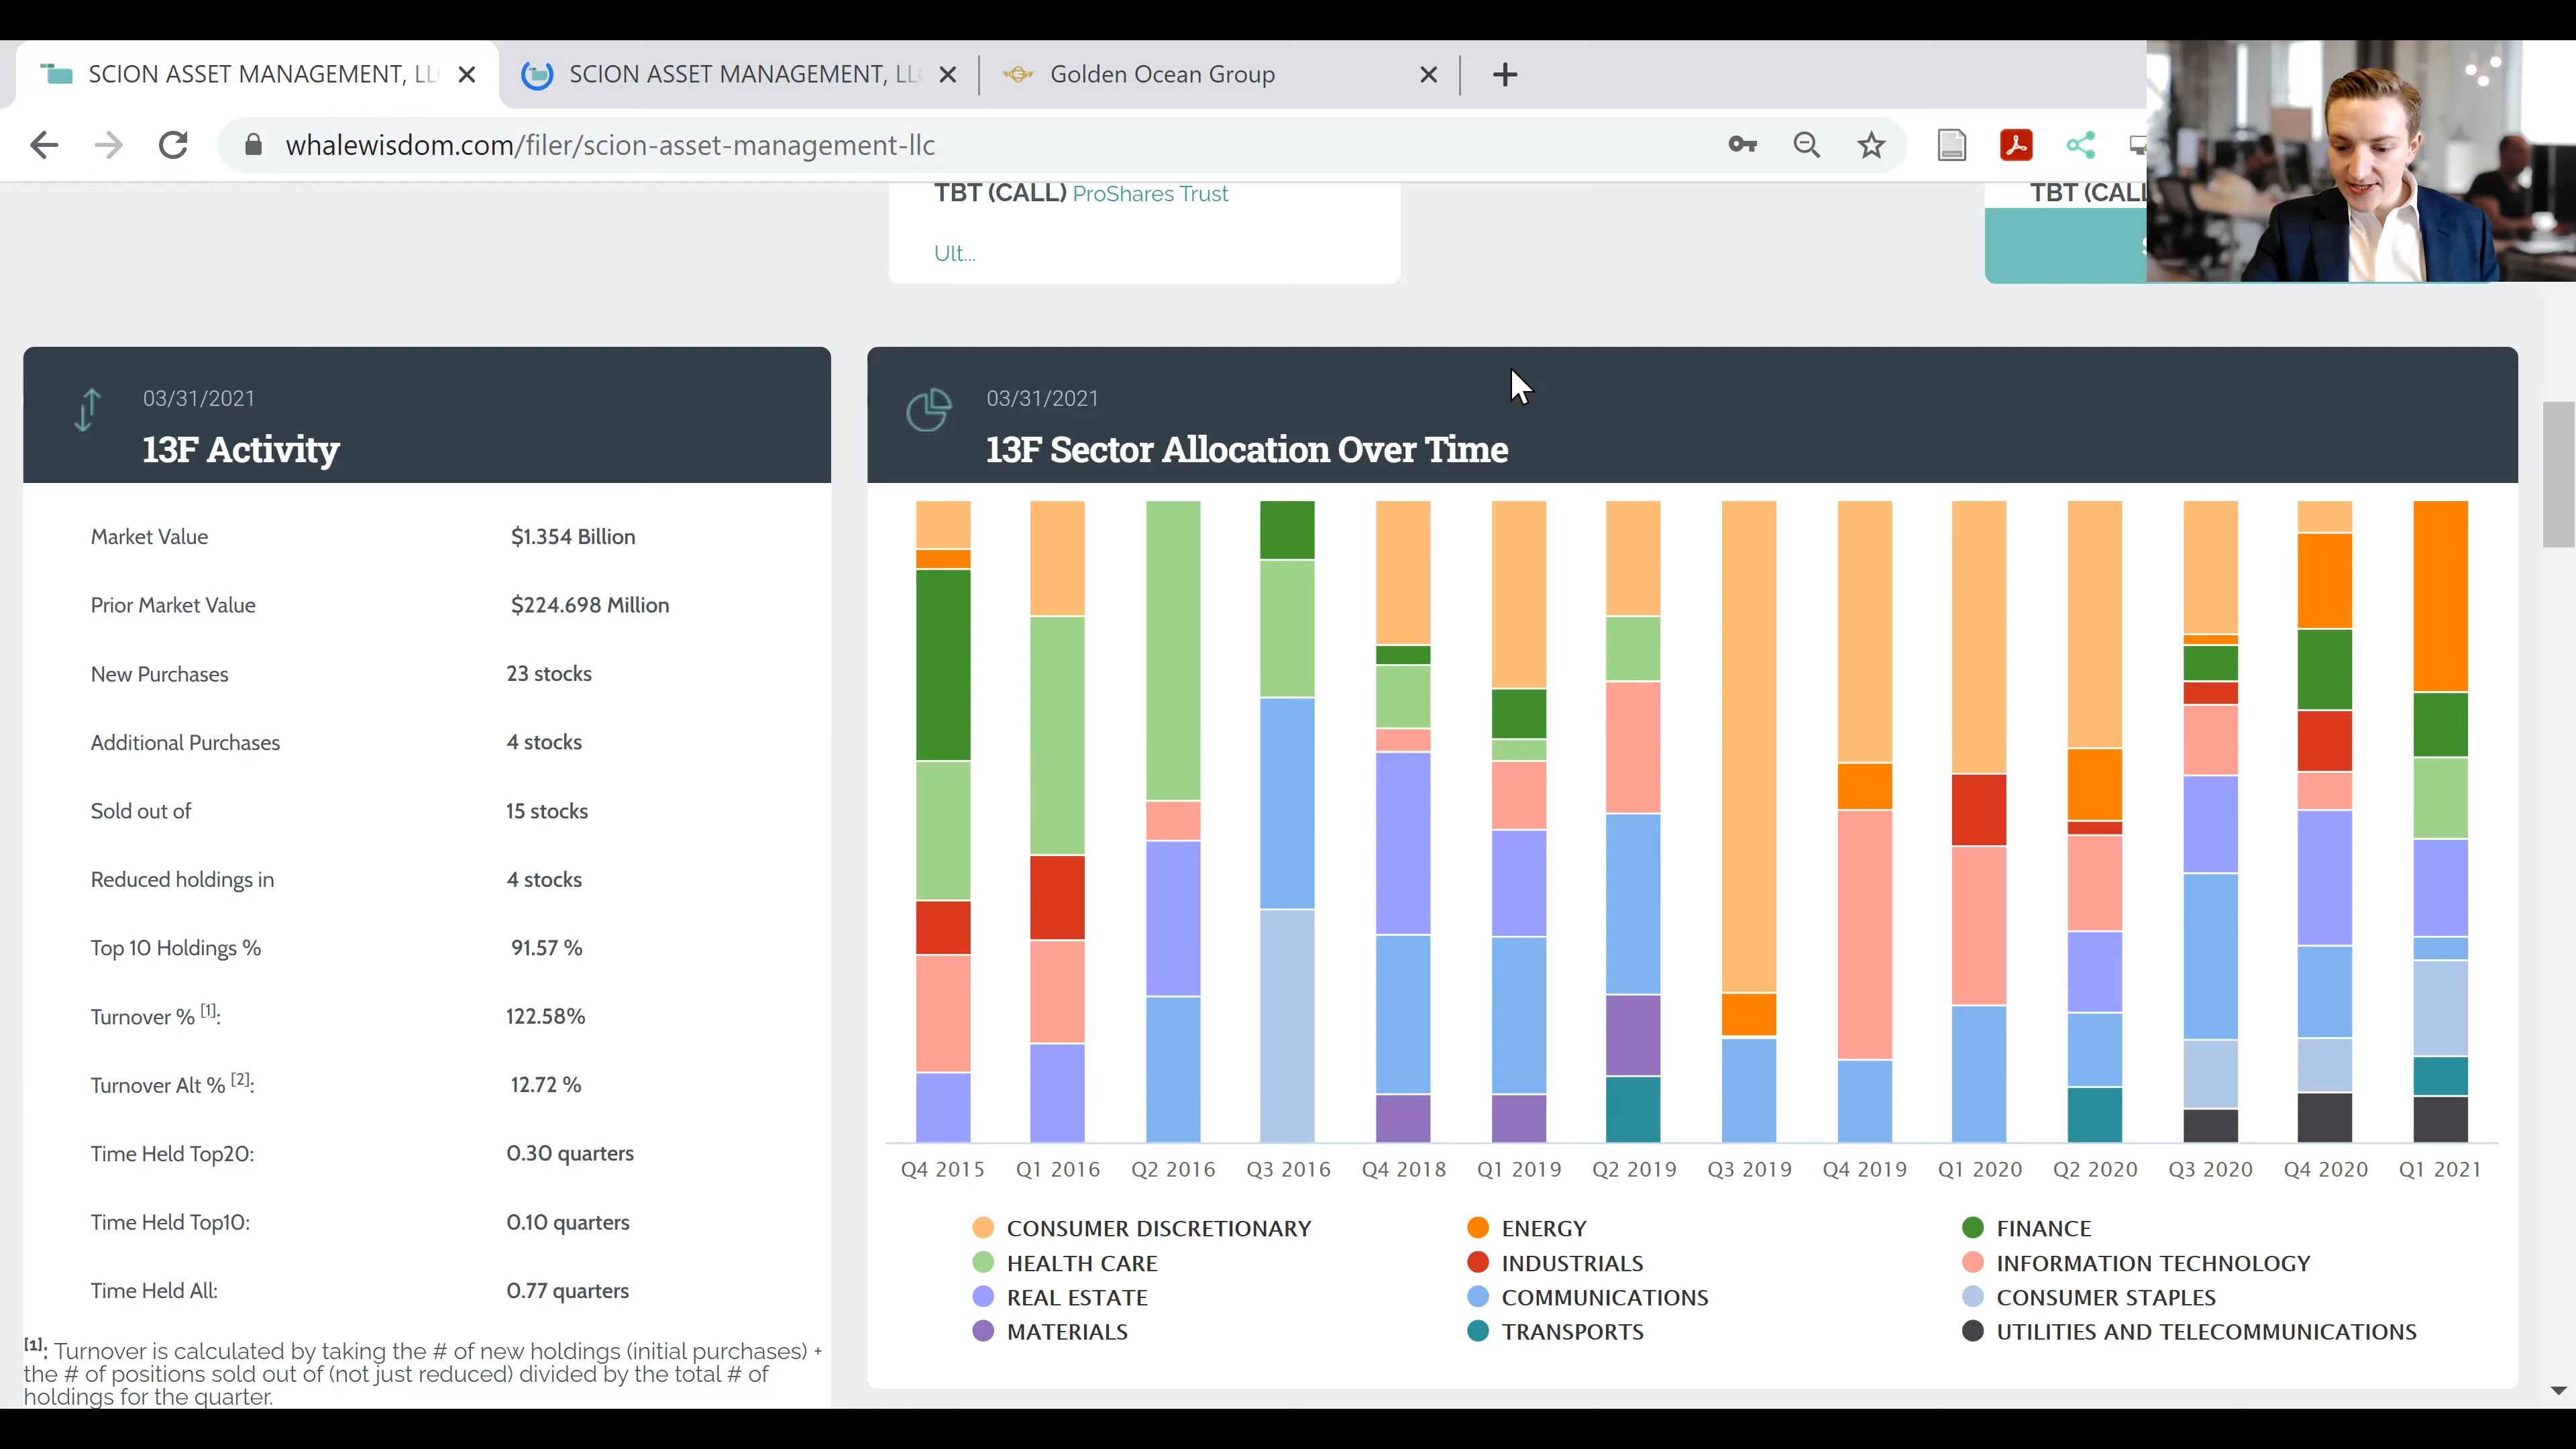 SCION ASSET MANAGEMENT, LL
SCION ASSET MANAGEMENT, LL
Golden Ocean Group
whalewisdom.com/filer/scion-asset-management-llc
TBT (CALL) ProShares Trust
Ult...
TBT (CALL
03/31/2021
13F Activity
Market Value $1.354 Billion
Prior Market Value $224.698 Million
New Purchases 23 stocks
Additional Purchases 4 stocks
Sold out of 15 stocks
Reduced holdings in 4 stocks
Top 10 Holdings % 91.57 %
Turnover % [1]: 122.58%
Turnover Alt % [2]: 12.72 %
Time Held Top20: 0.30 quarters
Time Held Top10: 0.10 quarters
Time Held All: 0.77 quarters
[1]: Turnover is calculated by taking the # of new holdings (initial purchases) +
the # of positions sold out of (not just reduced) divided by the total # of
holdings for the quarter.
03/31/2021
13F Sector Allocation Over Time
Q4 2015 Q1 2016 Q2 2016 Q3 2016 Q4 2018 Q1 2019 Q2 2019 Q3 2019 Q4 2019 Q1 2020 Q2 2020 Q3 2020 Q4 2020 Q1 2021
CONSUMER DISCRETIONARY ENERGY FINANCE
HEALTH CARE INDUSTRIALS INFORMATION TECHNOLOGY
REAL ESTATE COMMUNICATIONS CONSUMER STAPLES
MATERIALS TRANSPORTS UTILITIES AND TELECOMMUNICATIONS